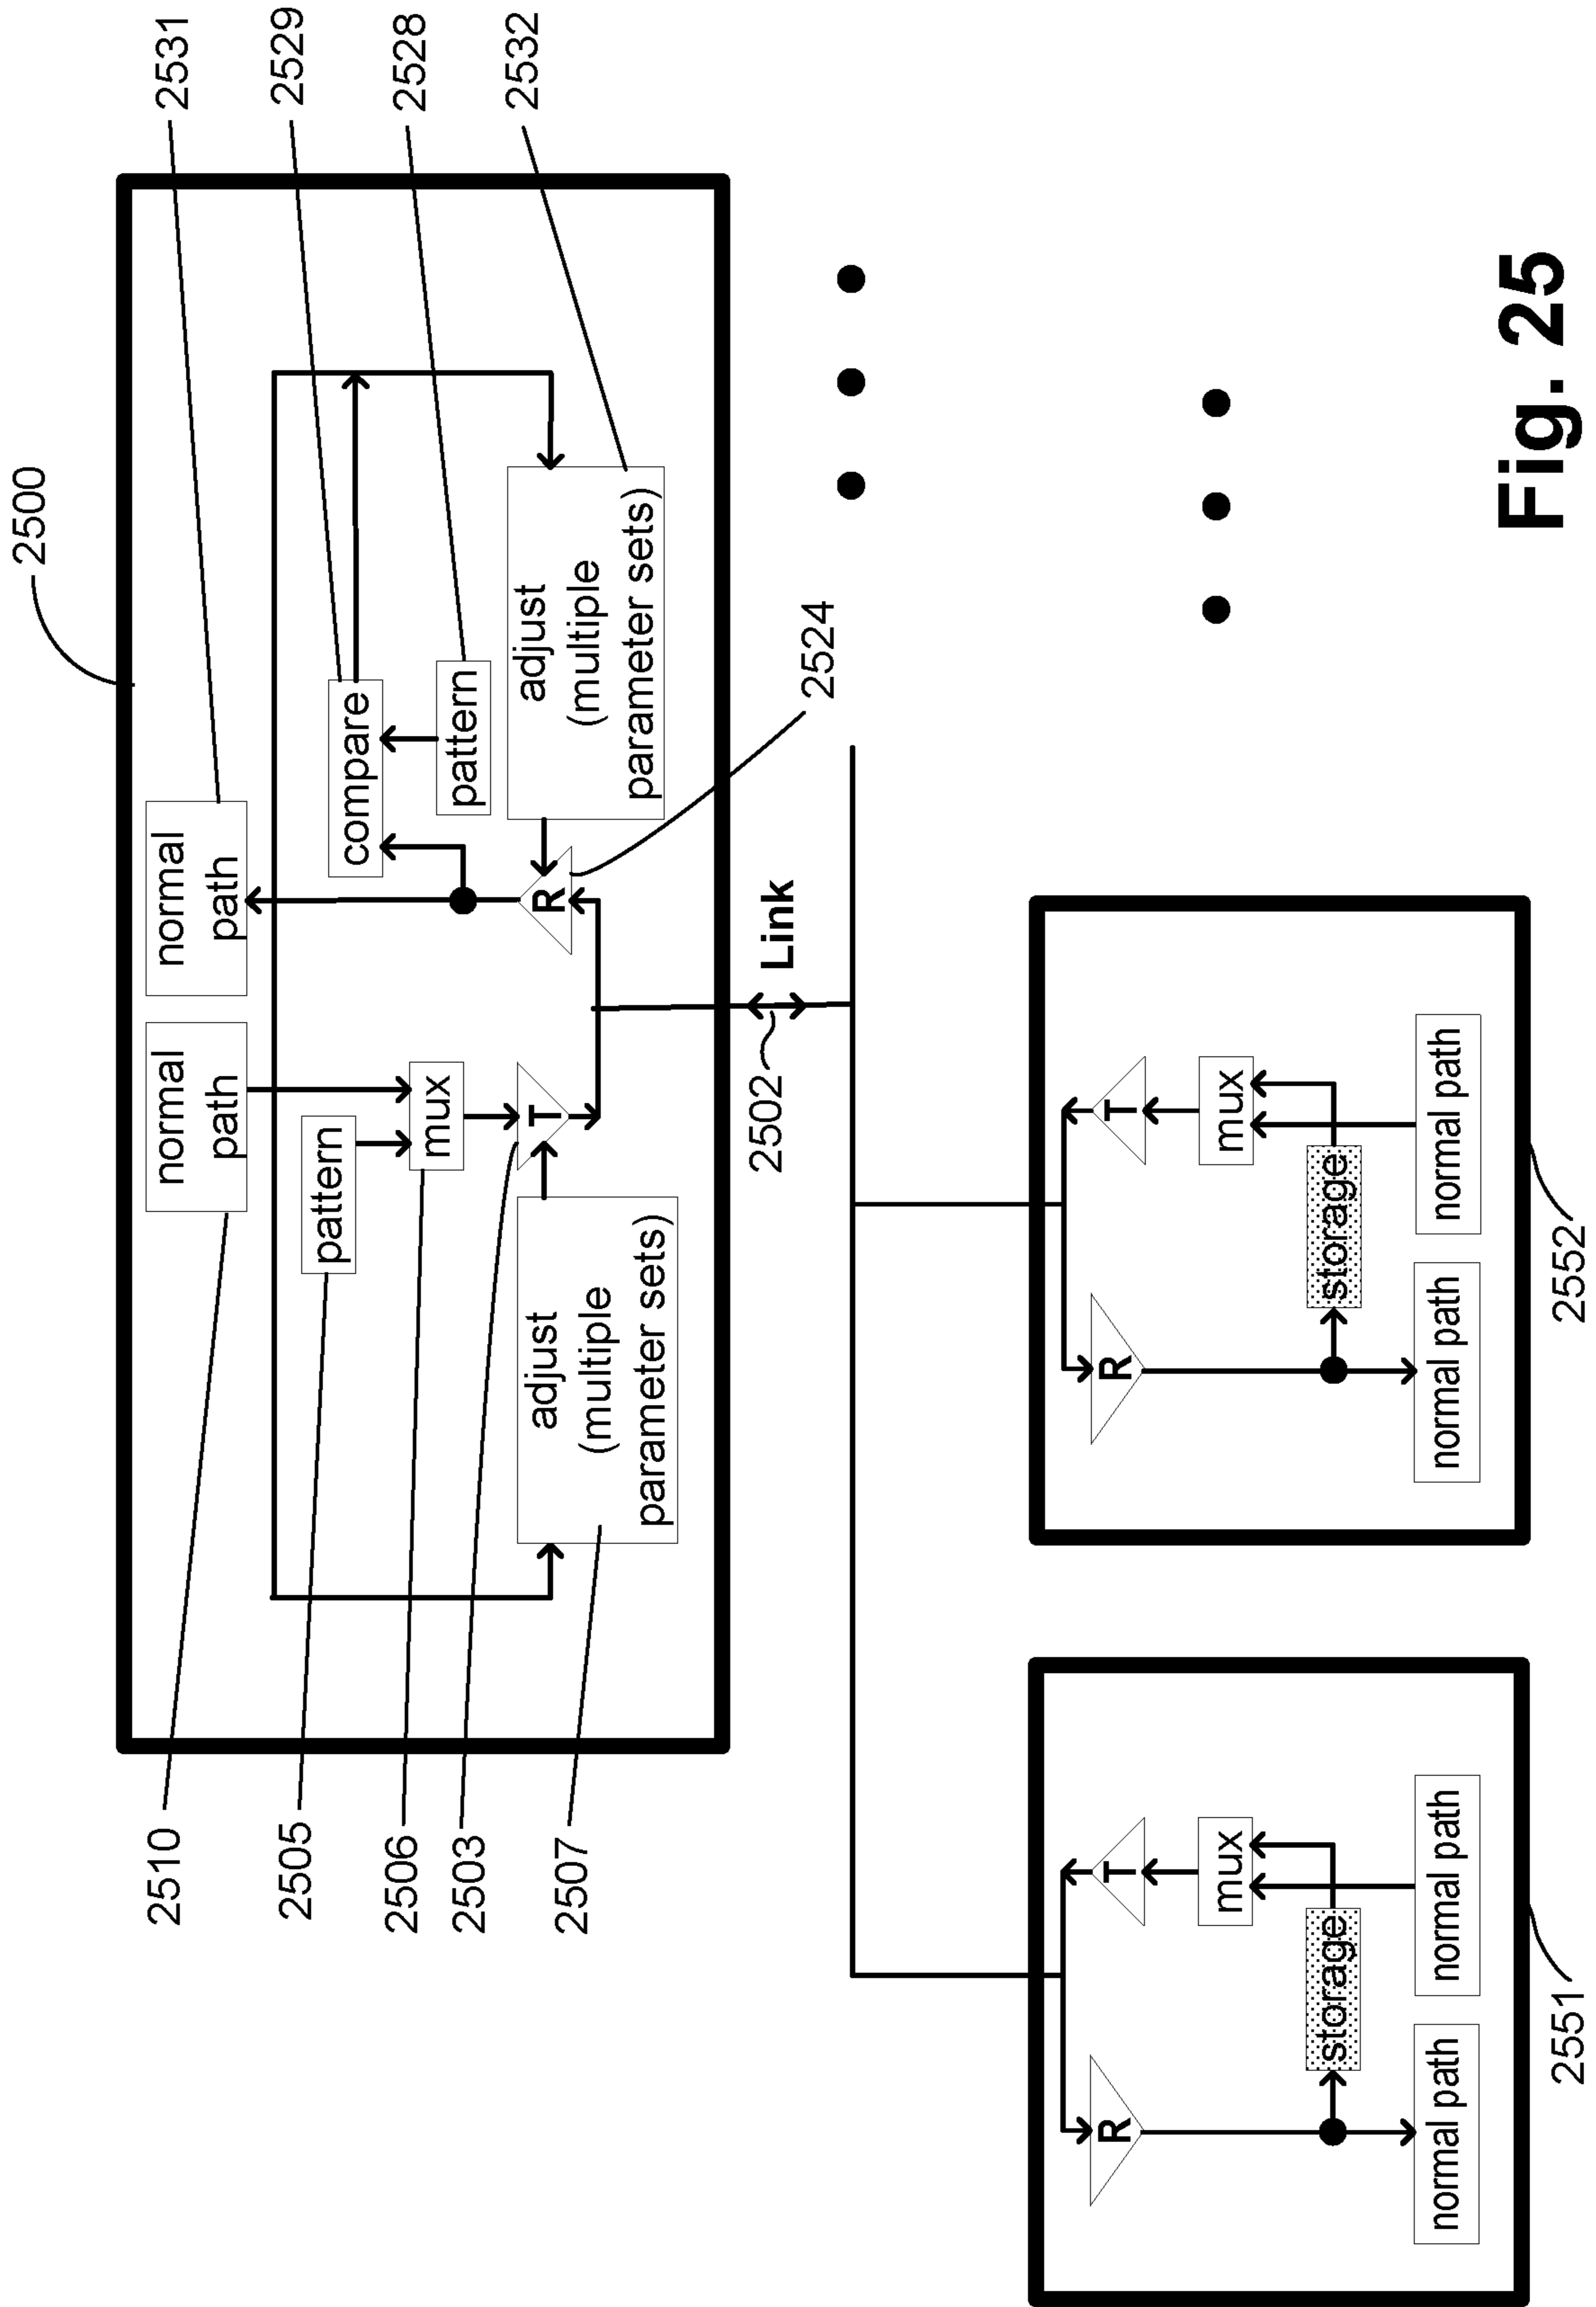 2500
2531
2529
2528
2532
2510
2505
2506
2503
2507
normal
path
normal
path
pattern
mux
T
adjust
(multiple
parameter sets)
compare
pattern
R
adjust
(multiple
parameter sets)
2524
2502
Link
R
T
mux
storage
normal path
normal path
2551
R
T
mux
storage
normal path
normal path
2552
Fig. 25